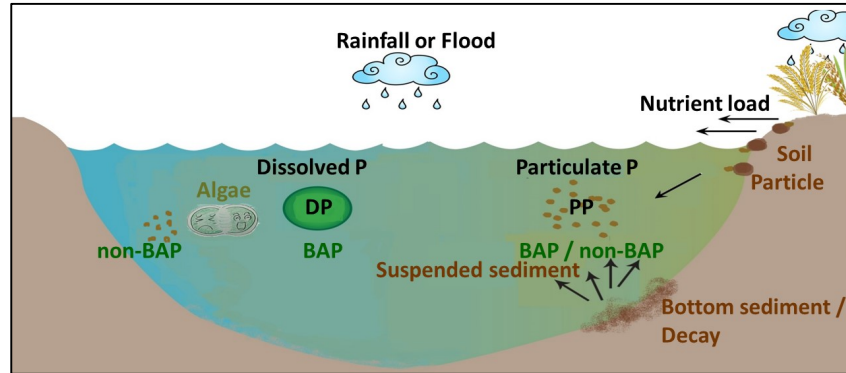 Rainfall or Flood
Nutrient load
Soil
Particle
Dissolved P
Particulate P
Algae
DP
PP
non-BAP
BAP
BAP / non-BAP
Suspended sediment
Bottom sediment /
Decay